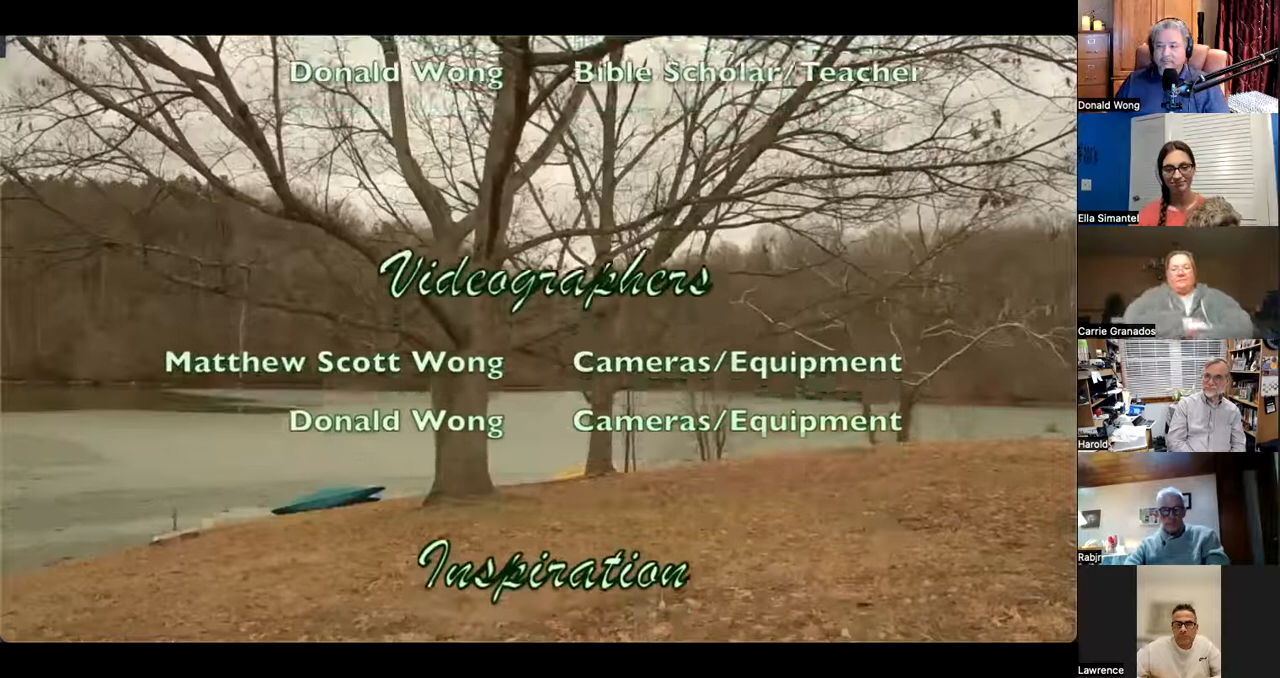 Donald Wong Bible Scholar/Teacher
Videographers
Matthew Scott Wong Cameras/Equipment
Donald Wong Cameras/Equipment
Inspiration
Donald Wong
Ella Simantel
Carrie Granados
Harold
Rabjr
Lawrence